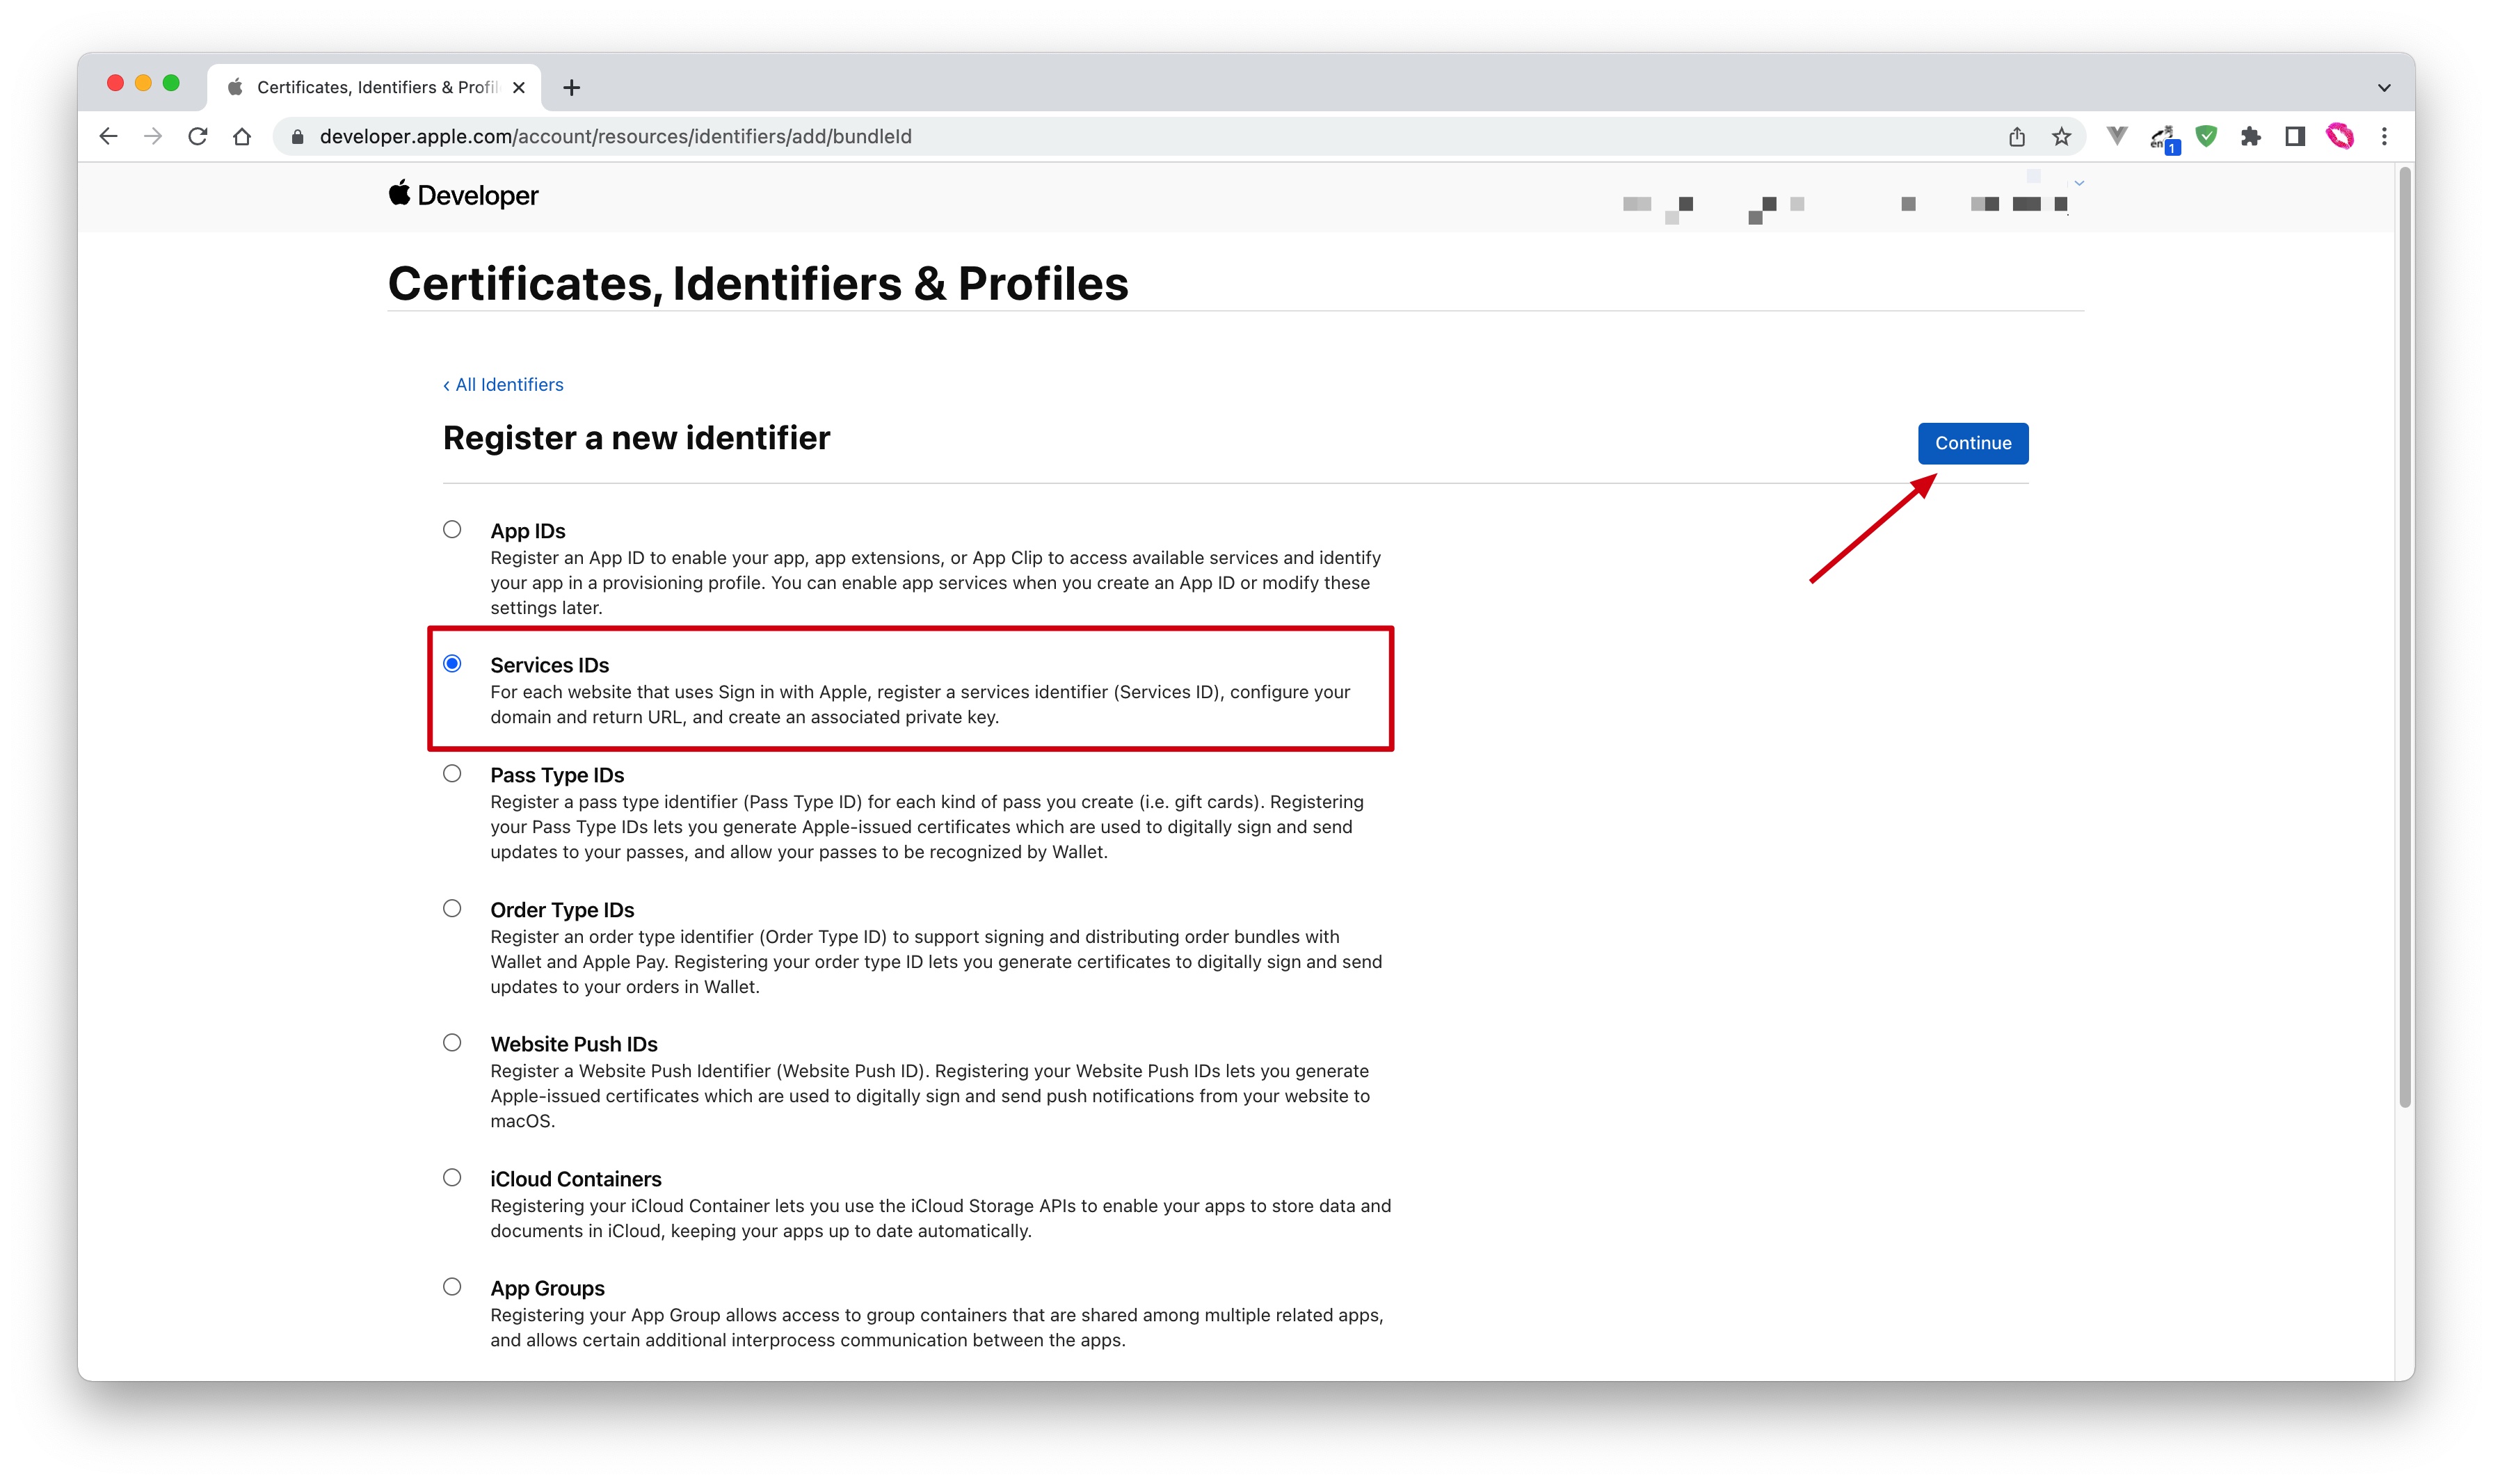 Certificates, Identifiers & Profil
developer.apple.com/account/resources/identifiers/add/bundleId
en
1
Developer
Certificates, Identifiers & Profiles
‹ All Identifiers
Register a new identifier
Continue
App IDs
Register an App ID to enable your app, app extensions, or App Clip to access available services and identify
your app in a provisioning profile. You can enable app services when you create an App ID or modify these
settings later.
Services IDs
For each website that uses Sign in with Apple, register a services identifier (Services ID), configure your
domain and return URL, and create an associated private key.
Pass Type IDs
Register a pass type identifier (Pass Type ID) for each kind of pass you create (i.e. gift cards). Registering
your Pass Type IDs lets you generate Apple-issued certificates which are used to digitally sign and send
updates to your passes, and allow your passes to be recognized by Wallet.
Order Type IDs
Register an order type identifier (Order Type ID) to support signing and distributing order bundles with
Wallet and Apple Pay. Registering your order type ID lets you generate certificates to digitally sign and send
updates to your orders in Wallet.
Website Push IDs
Register a Website Push Identifier (Website Push ID). Registering your Website Push IDs lets you generate
Apple-issued certificates which are used to digitally sign and send push notifications from your website to
macOS.
iCloud Containers
Registering your iCloud Container lets you use the iCloud Storage APIs to enable your apps to store data and
documents in iCloud, keeping your apps up to date automatically.
App Groups
Registering your App Group allows access to group containers that are shared among multiple related apps,
and allows certain additional interprocess communication between the apps.